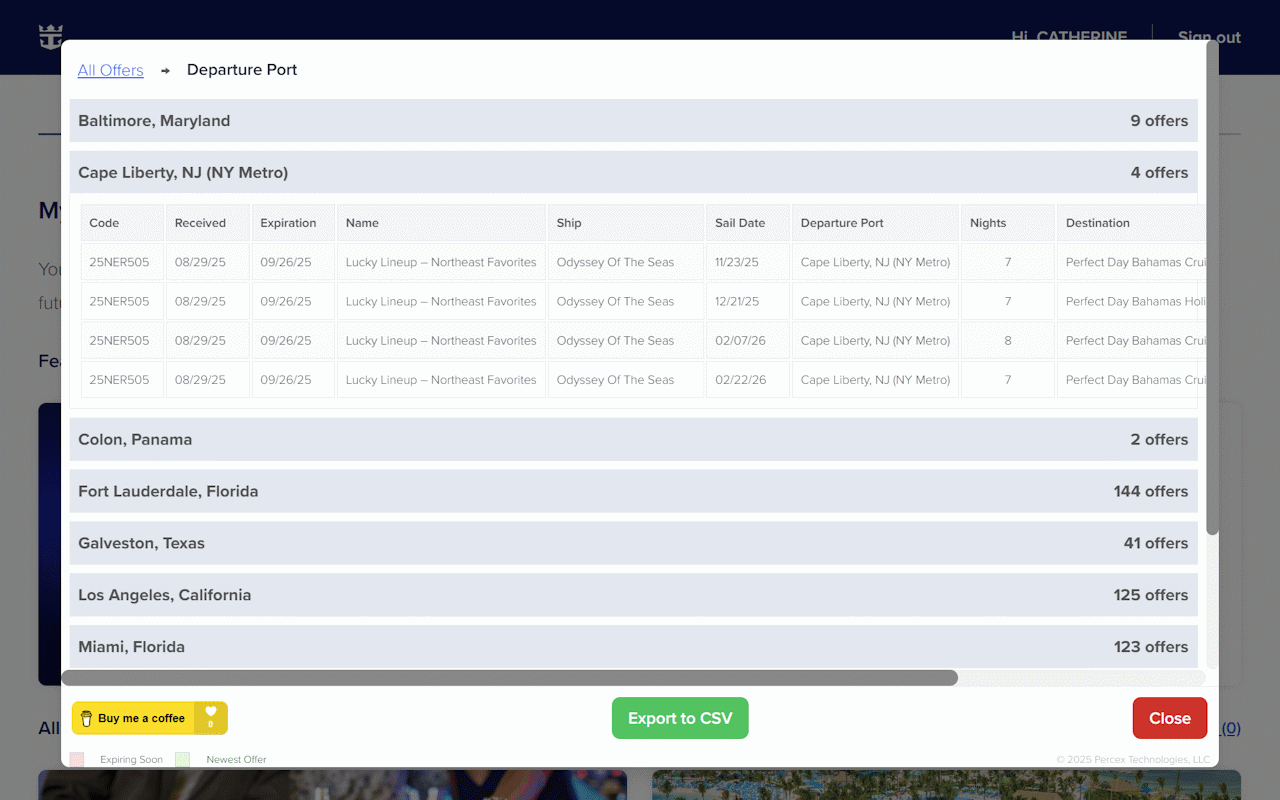 Hi, CATHERINE
Sign out
All Offers → Departure Port
Baltimore, Maryland 9 offers
Cape Liberty, NJ (NY Metro) 4 offers
Code Received Expiration Name Ship Sail Date Departure Port Nights Destination
25NER505 08/29/25 09/26/25 Lucky Lineup – Northeast Favorites Odyssey Of The Seas 11/23/25 Cape Liberty, NJ (NY Metro) 7 Perfect Day Bahamas Crui
25NER505 08/29/25 09/26/25 Lucky Lineup – Northeast Favorites Odyssey Of The Seas 12/21/25 Cape Liberty, NJ (NY Metro) 7 Perfect Day Bahamas Holi
25NER505 08/29/25 09/26/25 Lucky Lineup – Northeast Favorites Odyssey Of The Seas 02/07/26 Cape Liberty, NJ (NY Metro) 8 Perfect Day Bahamas Crui
25NER505 08/29/25 09/26/25 Lucky Lineup – Northeast Favorites Odyssey Of The Seas 02/22/26 Cape Liberty, NJ (NY Metro) 7 Perfect Day Bahamas Crui
Colon, Panama 2 offers
Fort Lauderdale, Florida 144 offers
Galveston, Texas 41 offers
Los Angeles, California 125 offers
Miami, Florida 123 offers
My
You
futu
Fea
All
(0)
Buy me a coffee 0
Export to CSV
Close
Expiring Soon Newest Offer
© 2025 Percex Technologies, LLC